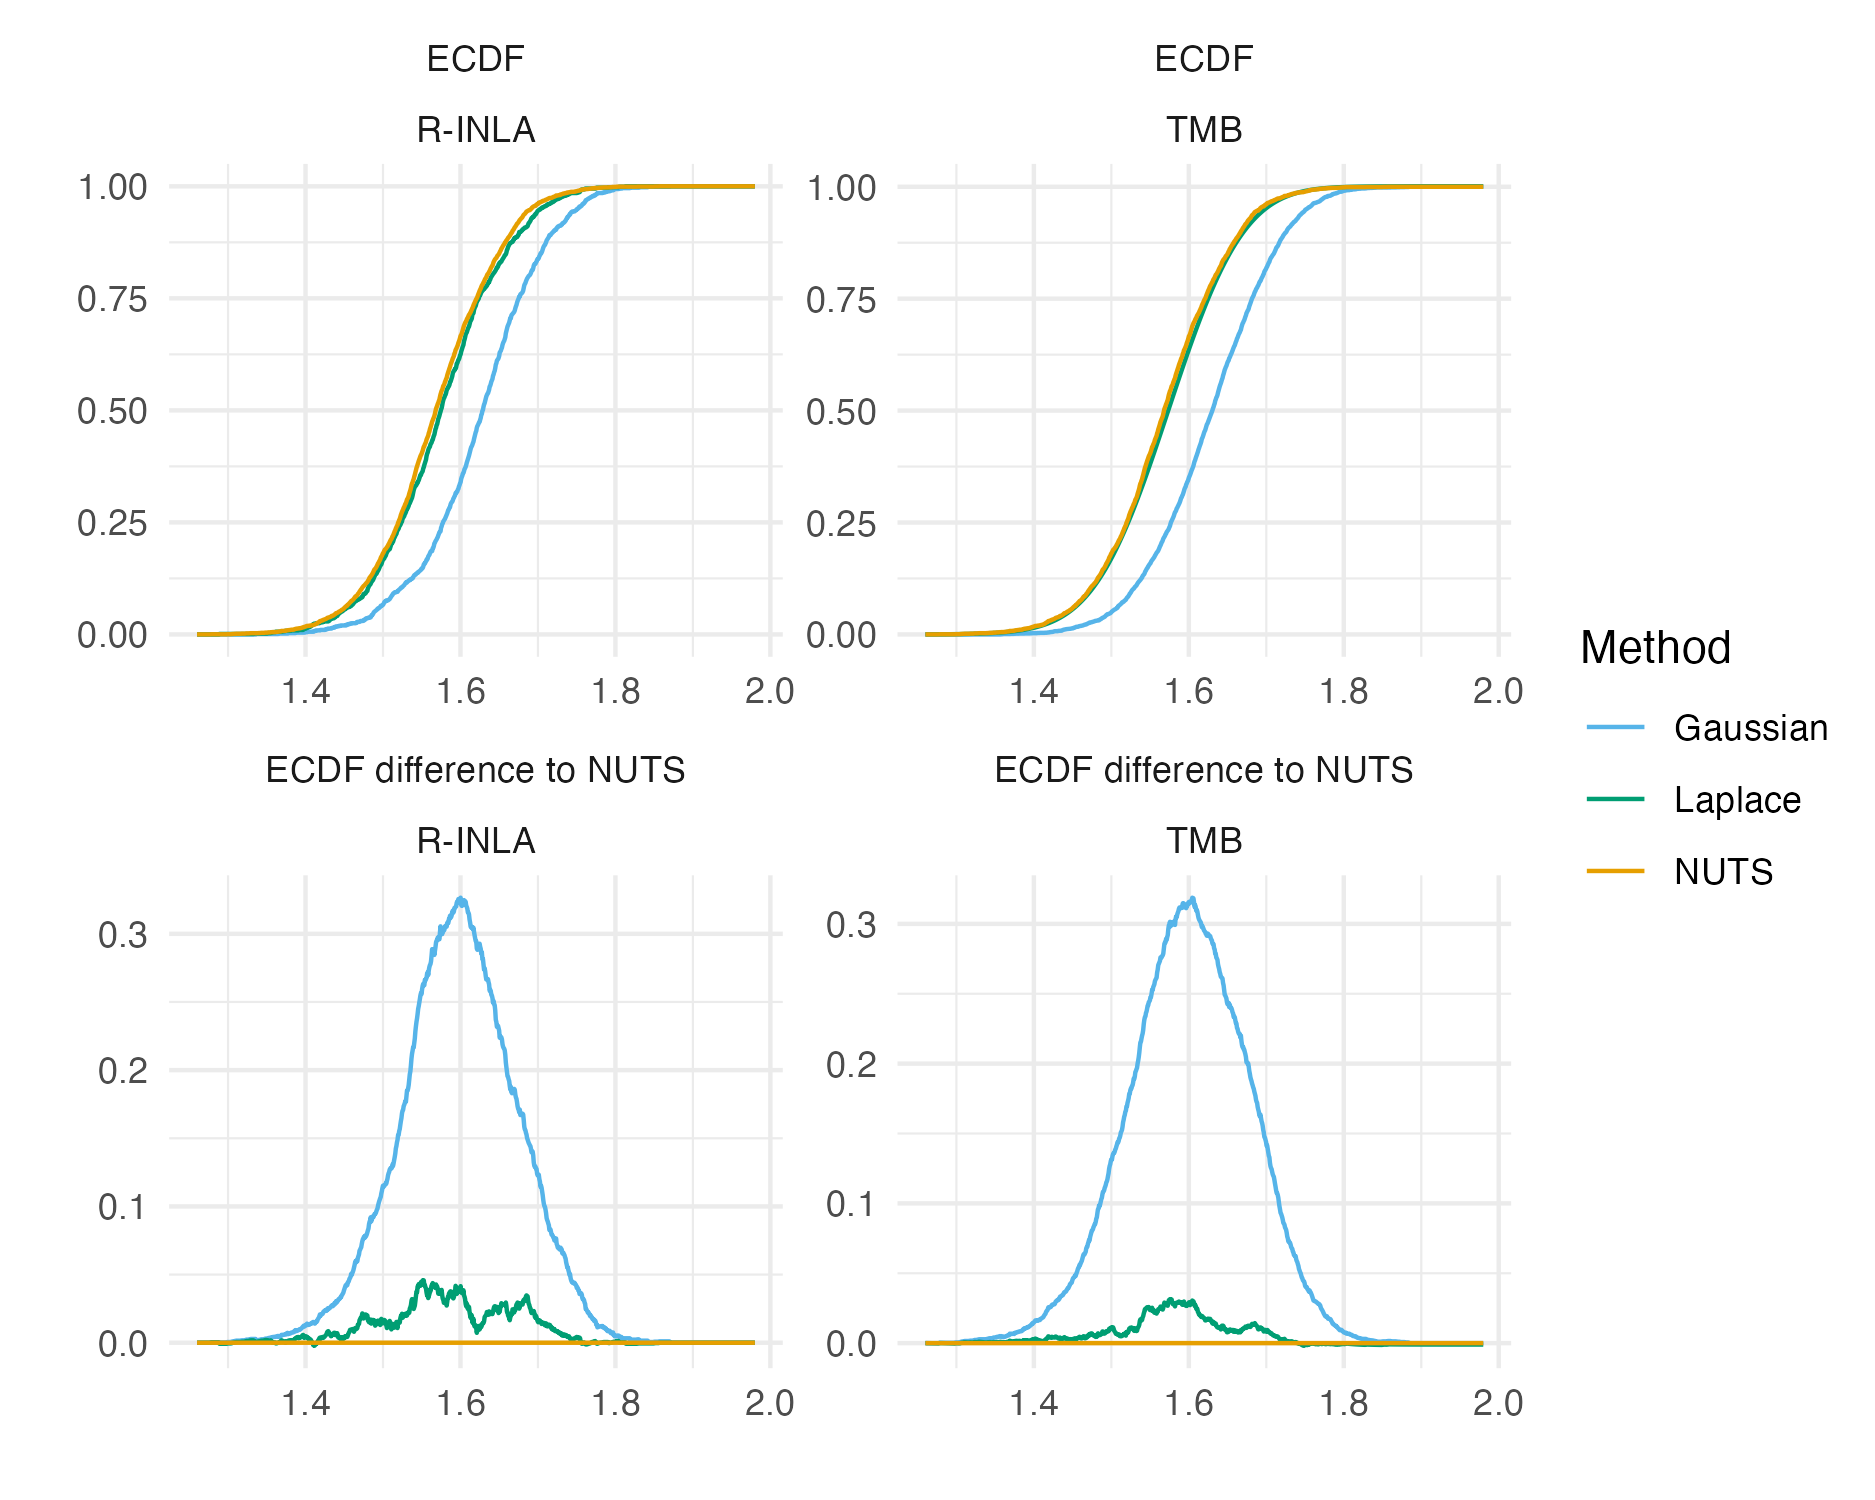 ECDF
R-INLA
1.00
0.75
0.50
0.25
0.00
1.4 1.6 1.8 2.0
ECDF
TMB
1.00
0.75
0.50
0.25
0.00
1.4 1.6 1.8 2.0
ECDF difference to NUTS
R-INLA
0.3
0.2
0.1
0.0
1.4 1.6 1.8 2.0
ECDF difference to NUTS
TMB
0.3
0.2
0.1
0.0
1.4 1.6 1.8 2.0
Method
Gaussian
Laplace
NUTS